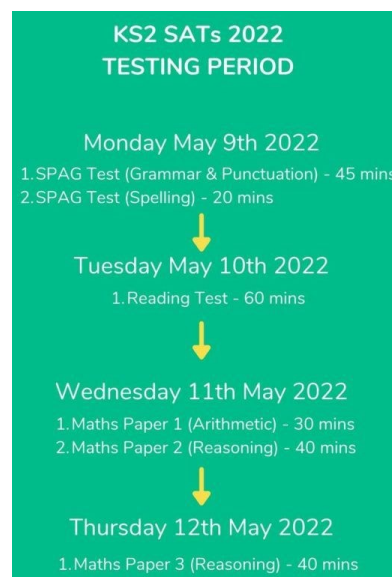 KS2 SATs 2022
TESTING PERIOD
Monday May 9th 2022
1.SPAG Test (Grammar & Punctuation) - 45 mins
2.SPAG Test (Spelling) - 20 mins
Tuesday May 10th 2022
1.Reading Test - 60 mins
Wednesday 11th May 2022
1.Maths Paper 1 (Arithmetic) - 30 mins
2.Maths Paper 2 (Reasoning) - 40 mins
Thursday 12th May 2022
1.Maths Paper 3 (Reasoning) - 40 mins